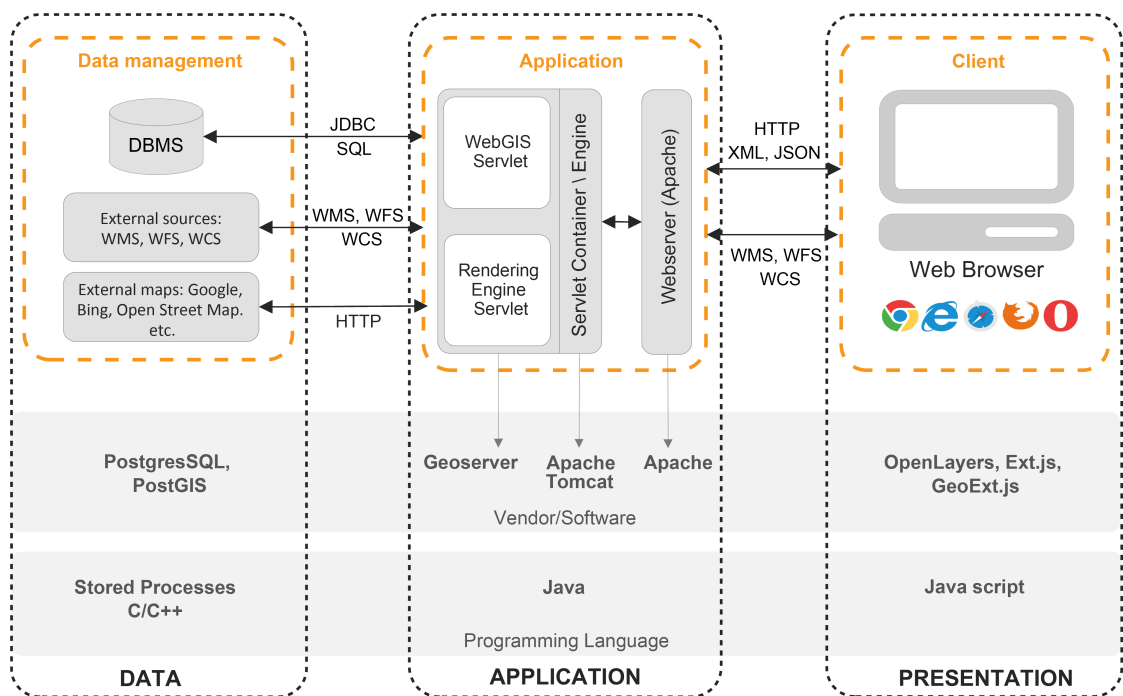 Data management
DBMS
External sources:
WMS, WFS, WCS
External maps: Google,
Bing, Open Street Map.
etc.
JDBC
SQL
WMS, WFS
WCS
HTTP
Application
WebGIS
Servlet
Rendering
Engine
Servlet
Servlet Container \ Engine
Webserver (Apache)
HTTP
XML, JSON
WMS, WFS
WCS
Client
Web Browser
PostgresSQL,
PostGIS
Geoserver
Apache
Tomcat
Apache
OpenLayers, Ext.js,
GeoExt.js
Vendor/Software
Stored Processes
C/C++
Java
Java script
Programming Language
DATA
APPLICATION
PRESENTATION